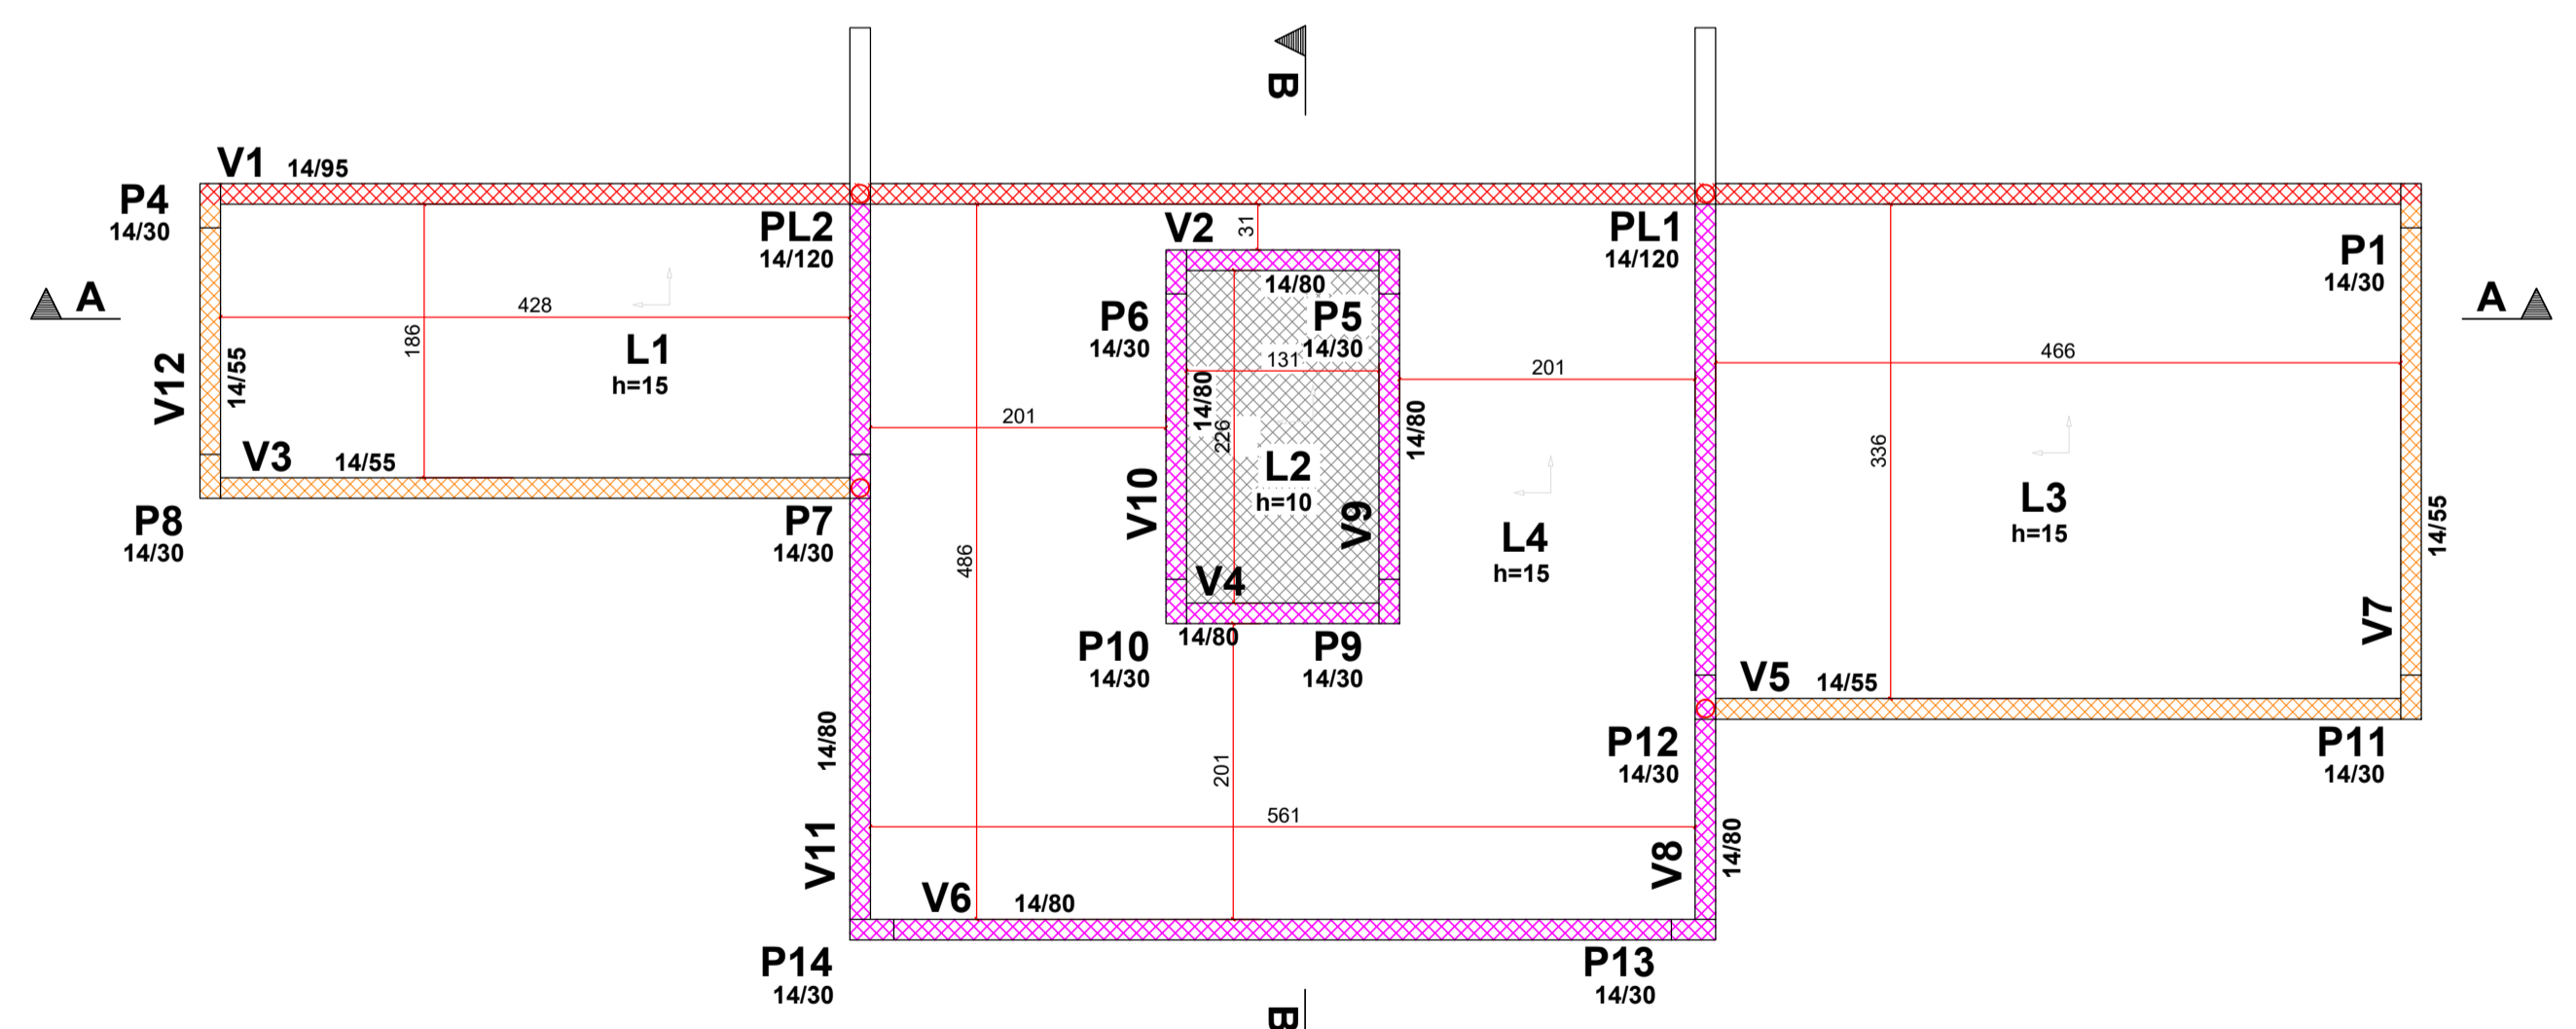 B
V1 14/95
P4
14/30
PL2
14/120
V2
31
PL1
14/120
P1
14/30
14/80
A
A
428
186
L1
h=15
P6
14/30
P5
14/30
131
466
201
201
V12
14/55
14/80
226
14/80
336
V3 14/55
L2
h=10
V10
V9
L4
h=15
L3
h=15
14/55
P8
14/30
P7
14/30
486
V4
14/80
P10
14/30
P9
14/30
V7
V5 14/55
14/80
201
P12
14/30
P11
14/30
561
V11
V8
14/80
V6 14/80
P14
14/30
P13
14/30
B